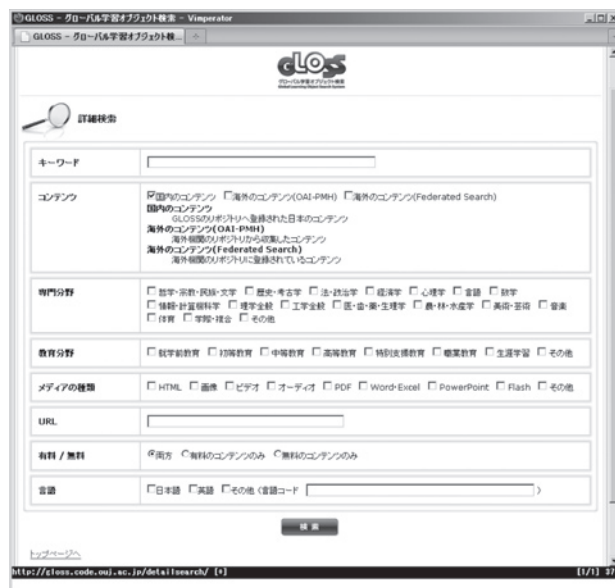 GLOSS - グローバル学習オブジェクト検索 - Vimperator
GLOSS - グローバル学習オブジェクト検...
GLOSS
グローバル学習オブジェクト検索
Global Learning Object Search System
詳細検索
キーワード
コンテンツ
国内のコンテンツ 海外のコンテンツ(OAI-PMH) 海外のコンテンツ(Federated Search)
国内のコンテンツ
GLOSSのリポジトリへ登録された日本のコンテンツ
海外のコンテンツ(OAI-PMH)
海外機関のリポジトリから収集したコンテンツ
海外のコンテンツ(Federated Search)
海外機関のリポジトリに登録されているコンテンツ
専門分野
哲学・宗教・民族・文学 歴史・考古学 法・政治学 経済学 心理学 言語 数学
情報・計算機科学 理学全般 工学全般 医・歯・薬・生理学 農・林・水産学 美術・芸術 音楽
体育 学際・複合 その他
教育分野
就学前教育 初等教育 中等教育 高等教育 特別支援教育 職業教育 生涯学習 その他
メディアの種類
HTML 画像 ビデオ オーディオ PDF Word・Excel PowerPoint Flash その他
URL
有料 / 無料
両方 有料のコンテンツのみ 無料のコンテンツのみ
言語
日本語 英語 その他 (言語コード )
検索
トップページへ
http://gloss.code.ouj.ac.jp/detailsearch/ [+] [1/1]